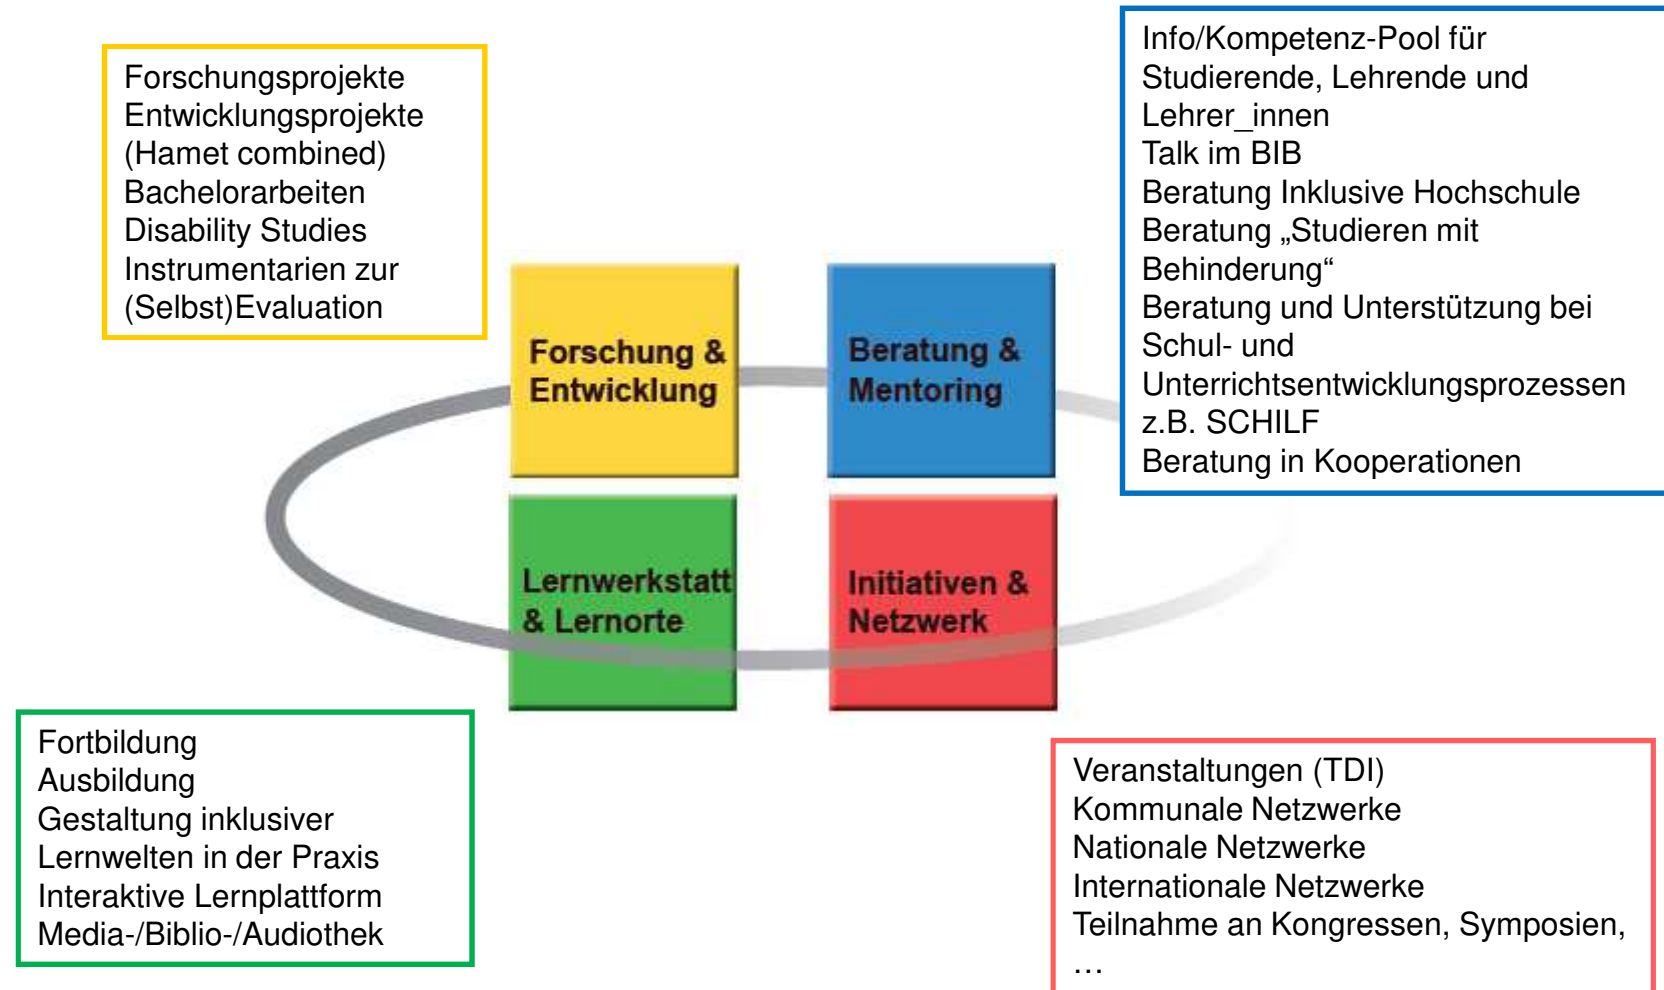 Forschungsprojekte
Entwicklungsprojekte
(Hamet combined)
Bachelorarbeiten
Disability Studies
Instrumentarien zur
(Selbst)Evaluation
Info/Kompetenz-Pool für
Studierende, Lehrende und
Lehrer_innen
Talk im BIB
Beratung Inklusive Hochschule
Beratung „Studieren mit
Behinderung“
Beratung und Unterstützung bei
Schul- und
Unterrichtsentwicklungsprozessen
z.B. SCHILF
Beratung in Kooperationen
Forschung &
Entwicklung
Beratung &
Mentoring
Lernwerkstatt
& Lernorte
Initiativen &
Netzwerk
Fortbildung
Ausbildung
Gestaltung inklusiver
Lernwelten in der Praxis
Interaktive Lernplattform
Media-/Biblio-/Audiothek
Veranstaltungen (TDI)
Kommunale Netzwerke
Nationale Netzwerke
Internationale Netzwerke
Teilnahme an Kongressen, Symposien,
…